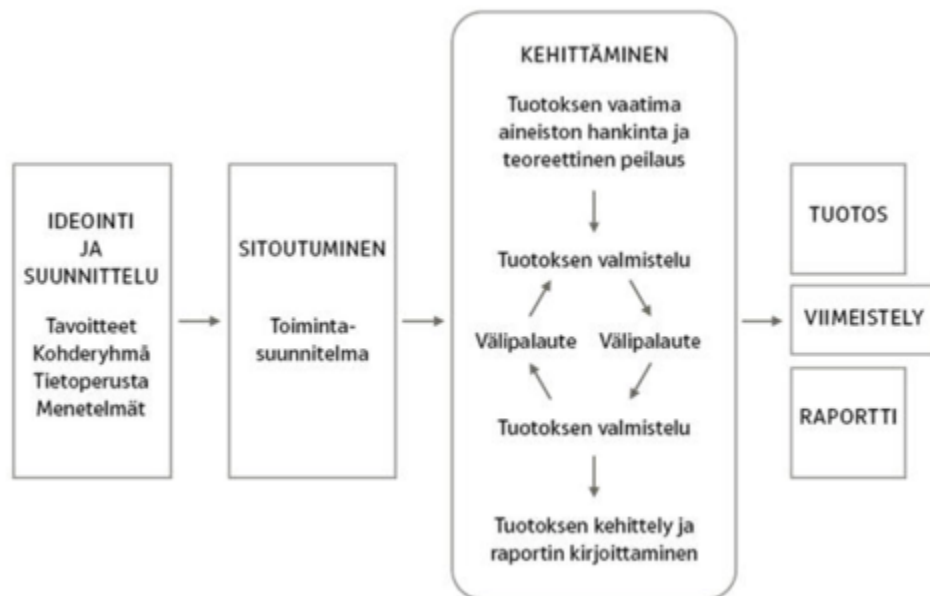 IDEOINTI
JA
SUUNNITTELU
Tavoitteet
Kohderyhmä
Tietoperusta
Menetelmät
SITOUTUMINEN
Toiminta-
suunnitelma
KEHITTÄMINEN
Tuotoksen vaatima
aineiston hankinta ja
teoreettinen peilaus
Tuotoksen valmistelu
Välipalaute Välipalaute
Tuotoksen valmistelu
Tuotoksen kehittely ja
raportin kirjoittaminen
TUOTOS
VIIMEISTELY
RAPORTTI